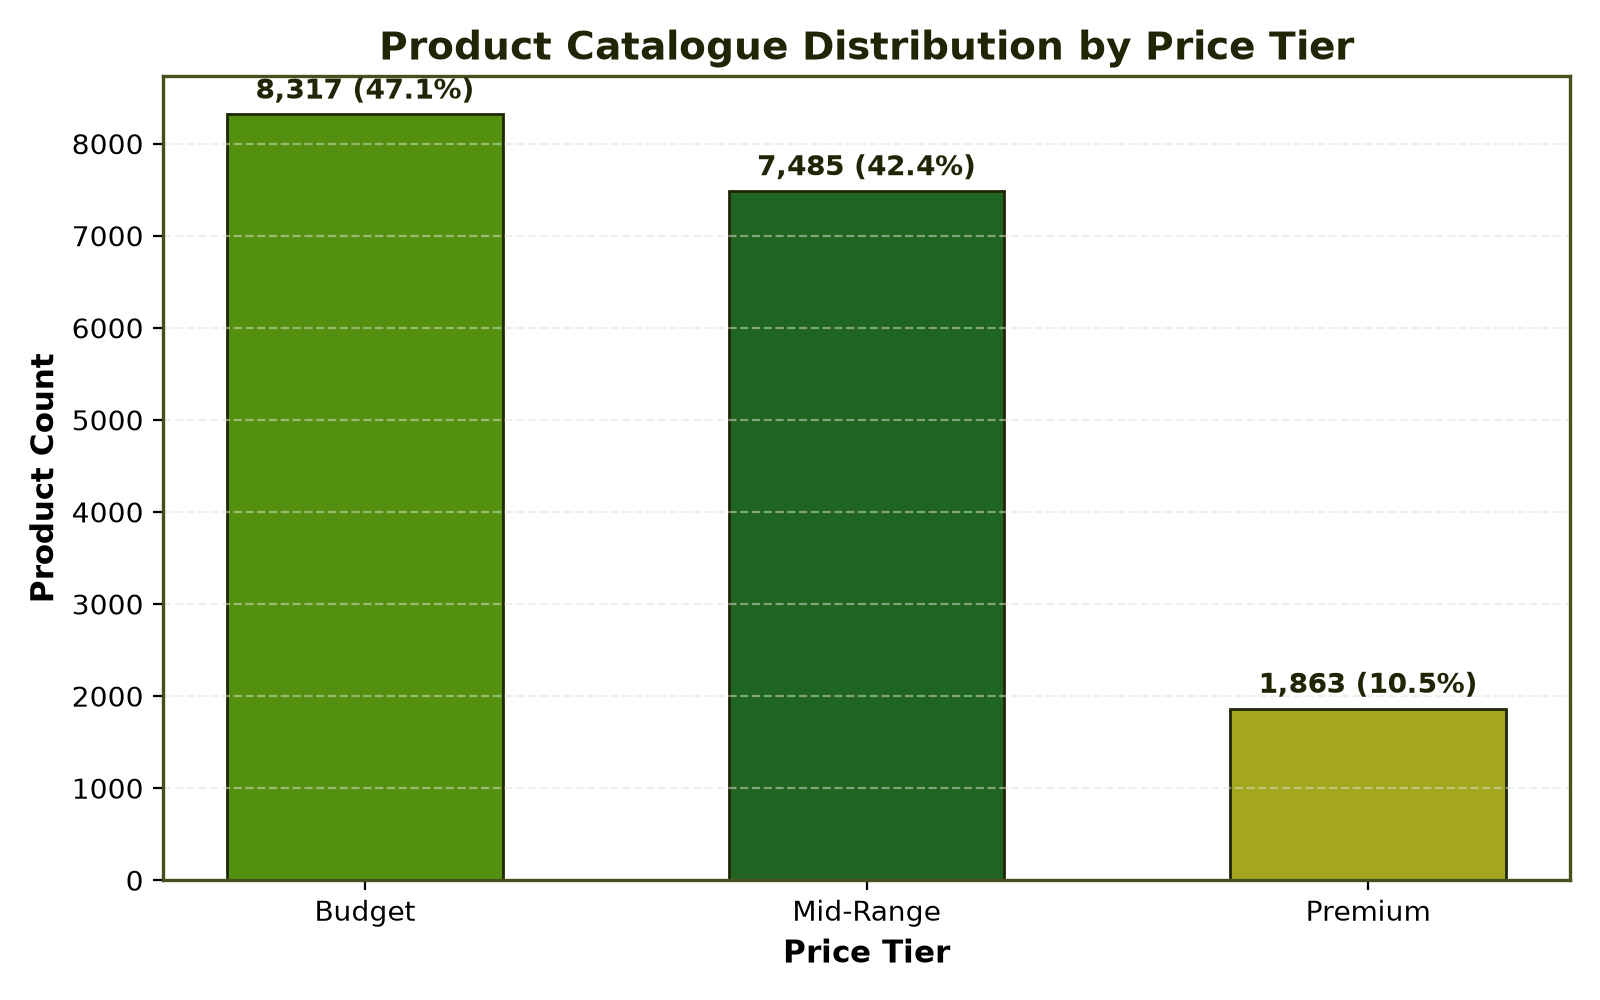 Product Catalogue Distribution by Price Tier
8,317 (47.1%)
7,485 (42.4%)
1,863 (10.5%)
8000
7000
6000
5000
4000
3000
2000
1000
0
Product Count
Budget
Mid-Range
Premium
Price Tier